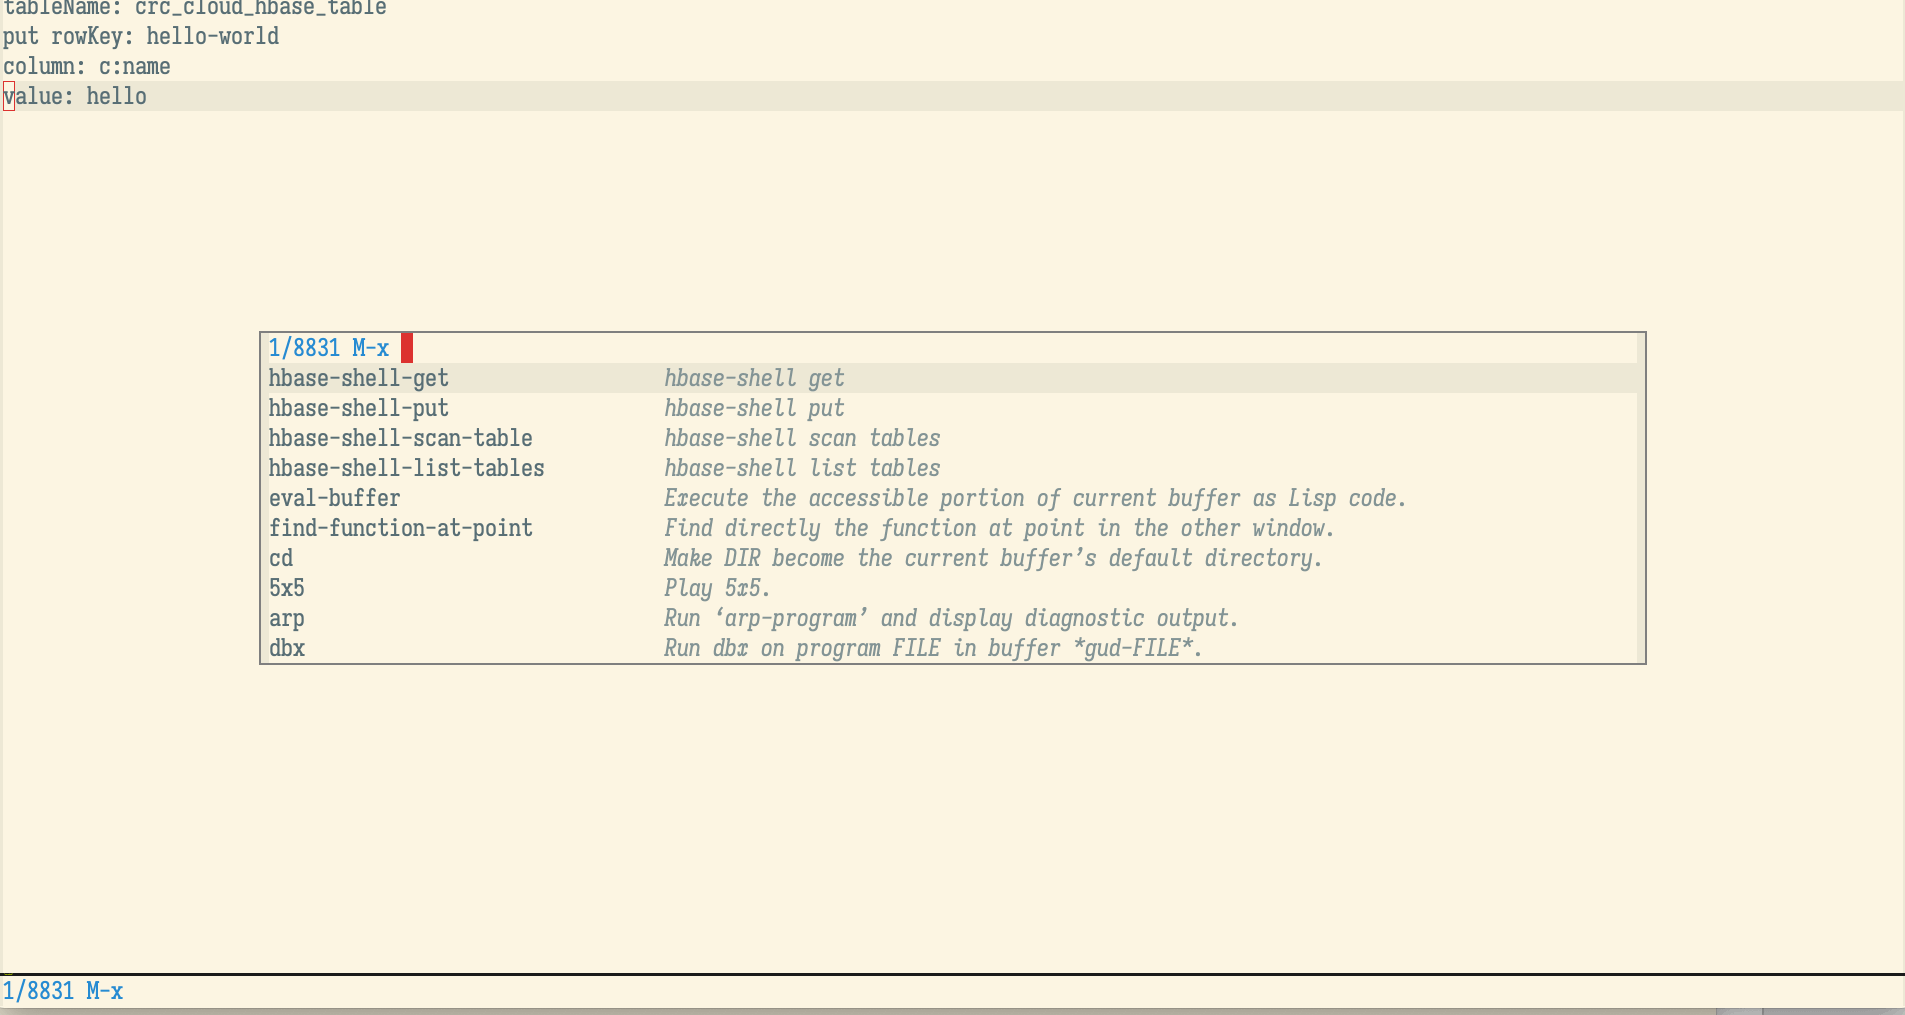 tableName: crc_cloud_hbase_table
put rowKey: hello-world
column: c:name
value: hello
1/8831 M-x
hbase-shell-get hbase-shell get
hbase-shell-put hbase-shell put
hbase-shell-scan-table hbase-shell scan tables
hbase-shell-list-tables hbase-shell list tables
eval-buffer Execute the accessible portion of current buffer as Lisp code.
find-function-at-point Find directly the function at point in the other window.
cd Make DIR become the current buffer’s default directory.
5x5 Play 5x5.
arp Run ‘arp-program’ and display diagnostic output.
dbx Run dbx on program FILE in buffer *gud-FILE*.
1/8831 M-x